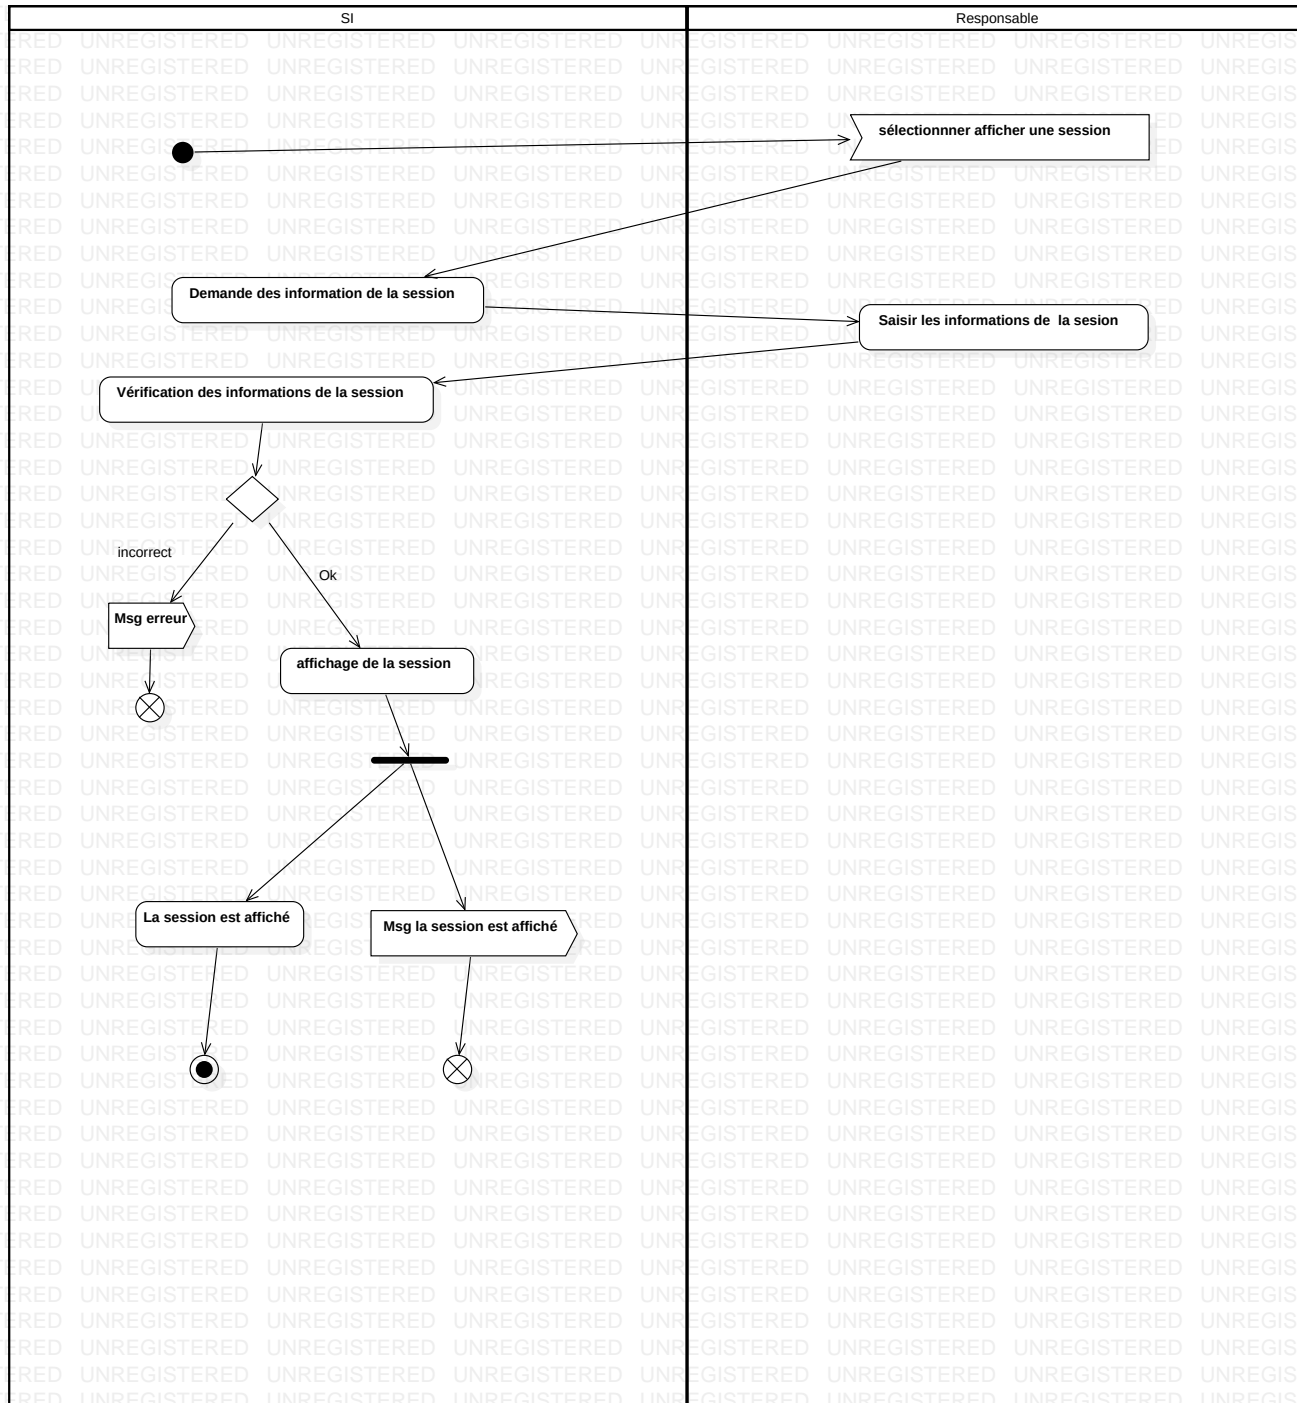 SI
Responsable
sélectionnner afficher une session
Demande des information de la session
Saisir les informations de  la sesion
Vérification des informations de la session
incorrect
Ok
Msg erreur
affichage de la session
La session est affiché
Msg la session est affiché
UNREGISTERED